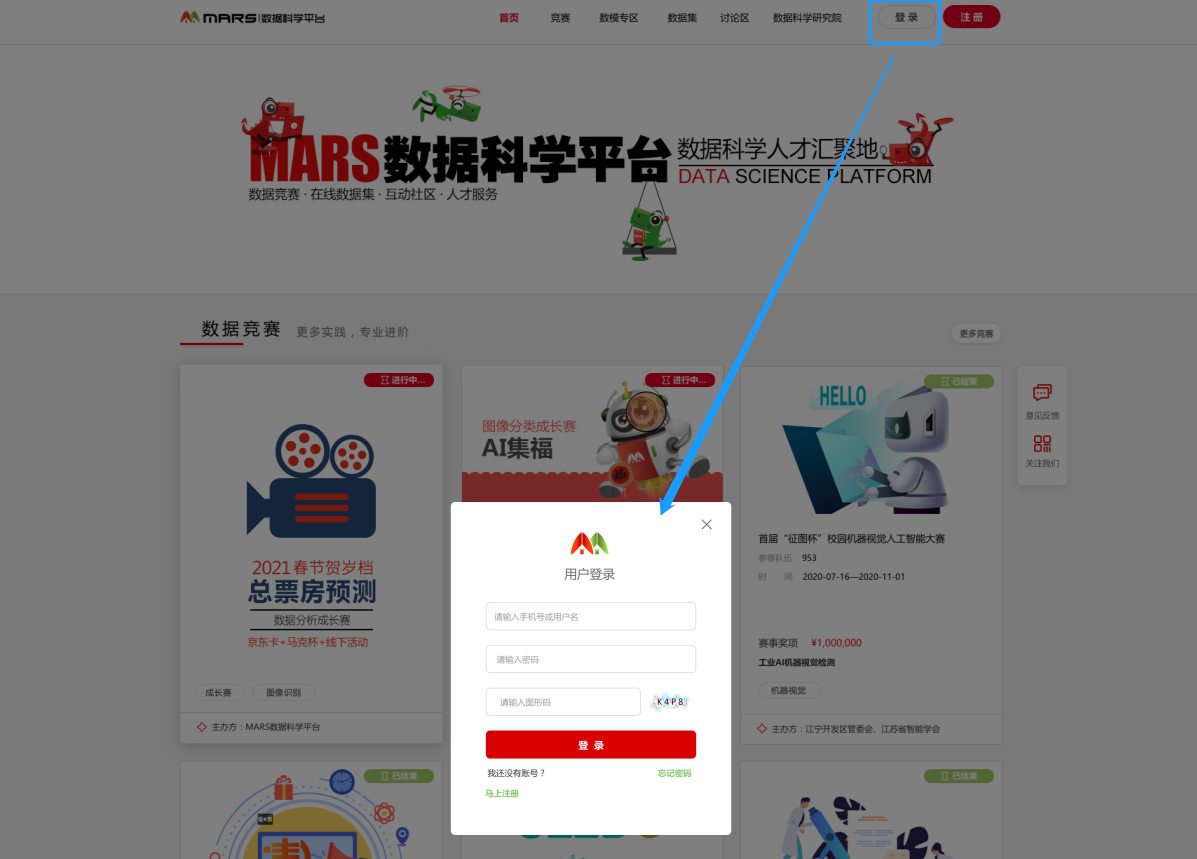 MARS 数据科学平台
首页 竞赛 数模专区 数据集 讨论区 数据科学研究院 登录 注册
MARS数据科学平台
数据科学人才汇聚地
DATA SCIENCE PLATFORM
数据竞赛·在线数据集·互动社区·人才服务
数据竞赛 更多实践，专业进阶
更多竞赛
进行中...
2021春节贺岁档
总票房预测
数据分析成长赛
京东卡+马克杯+线下活动
成长赛 图像识别
主办方：MARS数据科学平台
进行中...
图像分类成长赛
AI集福
已结束
HELLO
首届“征图杯”校园机器视觉人工智能大赛
参赛队伍 953
时 间 2020-07-16—2020-11-01
赛事奖项 ¥1,000,000
工业AI机器视觉检测
机器视觉
主办方：江宁开发区管委会、江苏省智能学会
意见反馈
关注我们
用户登录
请输入手机号或用户名
请输入密码
请输入图形码
K4P8
登录
我还没有账号？ 忘记密码
马上注册
已结束
已结束